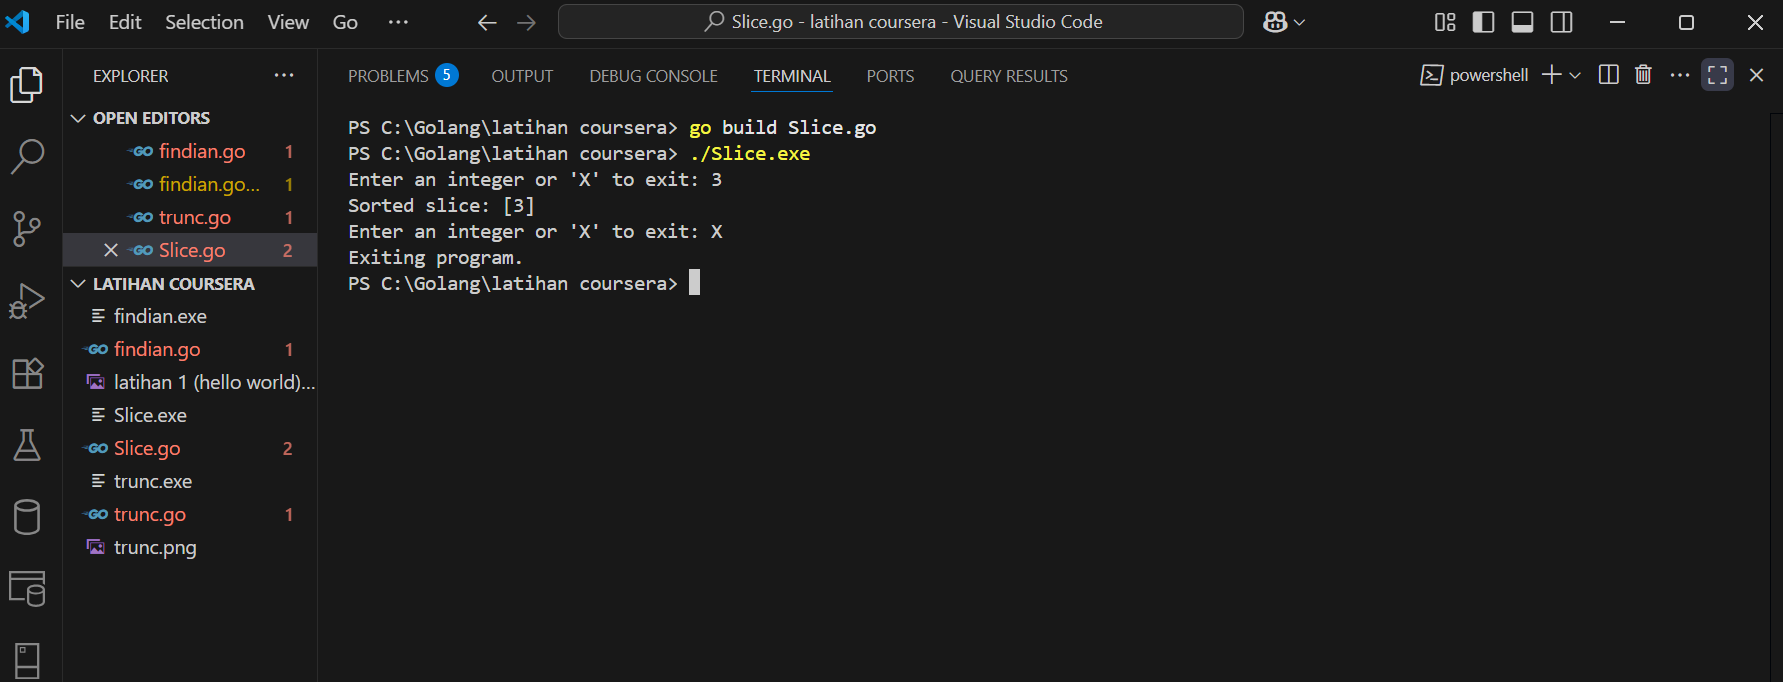 File Edit Selection View Go ···
Slice.go - latihan coursera - Visual Studio Code
EXPLORER ···
OPEN EDITORS
findian.go 1
findian.go... 1
trunc.go 1
Slice.go 2
LATIHAN COURSERA
findian.exe
findian.go 1
latihan 1 (hello world)...
Slice.exe
Slice.go 2
trunc.exe
trunc.go 1
trunc.png
PROBLEMS 5 OUTPUT DEBUG CONSOLE TERMINAL PORTS QUERY RESULTS
powershell
PS C:\Golang\latihan coursera> go build Slice.go
PS C:\Golang\latihan coursera> ./Slice.exe
Enter an integer or 'X' to exit: 3
Sorted slice: [3]
Enter an integer or 'X' to exit: X
Exiting program.
PS C:\Golang\latihan coursera>